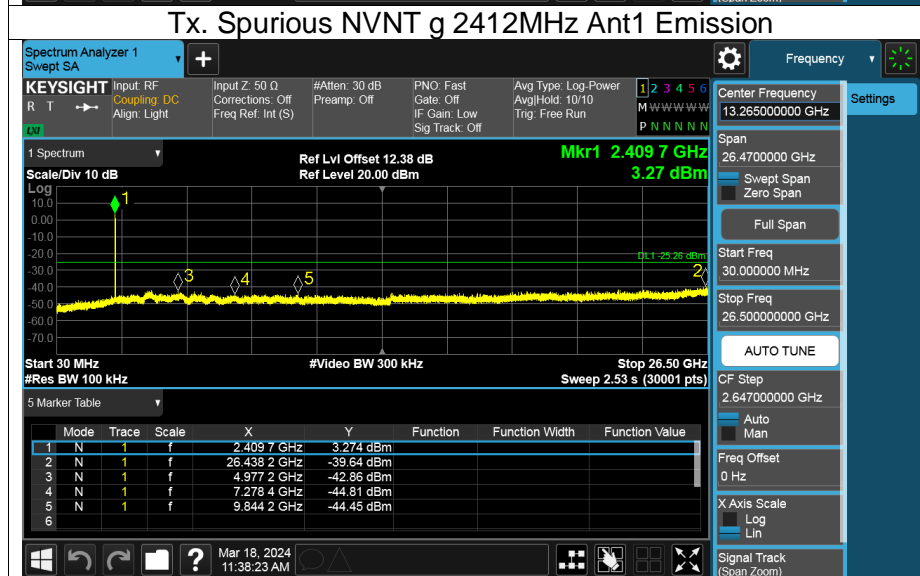 (Span Zoom)
Tx. Spurious NVNT g 2412MHz Ant1 Emission
Spectrum Analyzer 1
Swept SA
+
Frequency
KEYSIGHT
R T
LXI
Input: RF
Coupling: DC
Align: Light
Input Z: 50 Ω
Corrections: Off
Freq Ref: Int (S)
#Atten: 30 dB
Preamp: Off
PNO: Fast
Gate: Off
IF Gain: Low
Sig Track: Off
Avg Type: Log-Power
Avg|Hold: 10/10
Trig: Free Run
1 2 3 4 5 6
M W W W W W
P N N N N N
1 Spectrum
Scale/Div 10 dB
Ref Lvl Offset 12.38 dB
Ref Level 20.00 dBm
Mkr1 2.409 7 GHz
3.27 dBm
Log
10.0
0.00
-10.0
-20.0
-30.0
-40.0
-50.0
-60.0
-70.0
1
3
4
5
2
DL1 -25.26 dBm
Start 30 MHz
#Video BW 300 kHz
Stop 26.50 GHz
#Res BW 100 kHz
Sweep 2.53 s (30001 pts)
5 Marker Table
Mode Trace Scale X Y Function Function Width Function Value
1 N 1 f 2.409 7 GHz 3.274 dBm
2 N 1 f 26.438 2 GHz -39.64 dBm
3 N 1 f 4.977 2 GHz -42.86 dBm
4 N 1 f 7.278 4 GHz -44.81 dBm
5 N 1 f 9.844 2 GHz -44.45 dBm
6
?
Mar 18, 2024
11:38:23 AM
Center Frequency
13.265000000 GHz
Settings
Span
26.4700000 GHz
Swept Span
Zero Span
Full Span
Start Freq
30.000000 MHz
Stop Freq
26.500000000 GHz
AUTO TUNE
CF Step
2.647000000 GHz
Auto
Man
Freq Offset
0 Hz
X Axis Scale
Log
Lin
Signal Track
(Span Zoom)